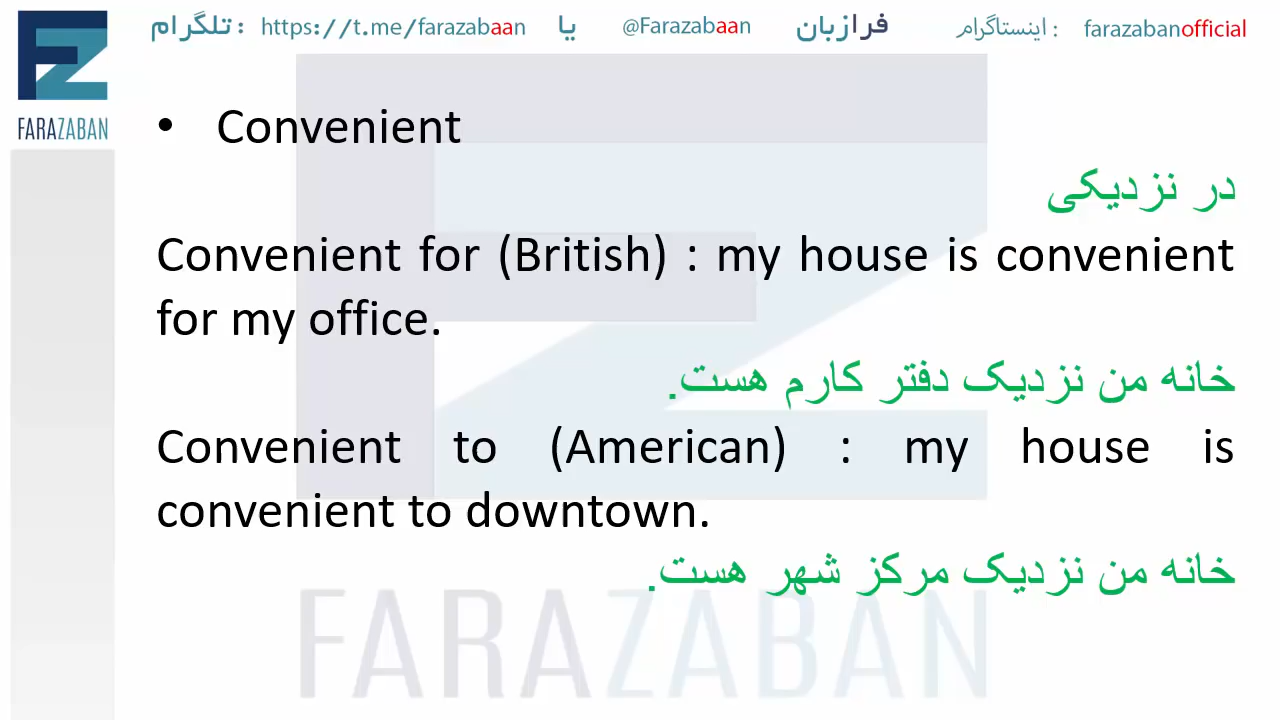 تلگرام : https://t.me/farazabaan یا @Farazabaan فرازبان اینستاگرام : farazabanofficial
FARAZABAN
• Convenient
در نزدیکی
Convenient for (British) : my house is convenient
for my office.
خانه من نزدیک دفتر کارم هست.
Convenient to (American) : my house is
convenient to downtown.
خانه من نزدیک مرکز شهر هست.
FARAZABAN